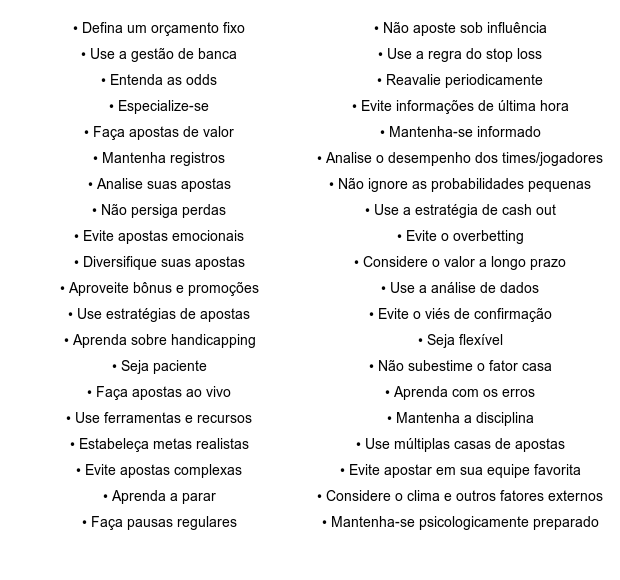 • Defina um orçamento fixo
• Use a gestão de banca
• Entenda as odds
• Especialize-se
• Faça apostas de valor
• Mantenha registros
• Analise suas apostas
• Não persiga perdas
• Evite apostas emocionais
• Diversifique suas apostas
• Aproveite bônus e promoções
• Use estratégias de apostas
• Aprenda sobre handicapping
• Seja paciente
• Faça apostas ao vivo
• Use ferramentas e recursos
• Estabeleça metas realistas
• Evite apostas complexas
• Aprenda a parar
• Faça pausas regulares
• Não aposte sob influência
• Use a regra do stop loss
• Reavalie periodicamente
• Evite informações de última hora
• Mantenha-se informado
• Analise o desempenho dos times/jogadores
• Não ignore as probabilidades pequenas
• Use a estratégia de cash out
• Evite o overbetting
• Considere o valor a longo prazo
• Use a análise de dados
• Evite o viés de confirmação
• Seja flexível
• Não subestime o fator casa
• Aprenda com os erros
• Mantenha a disciplina
• Use múltiplas casas de apostas
• Evite apostar em sua equipe favorita
• Considere o clima e outros fatores externos
• Mantenha-se psicologicamente preparado